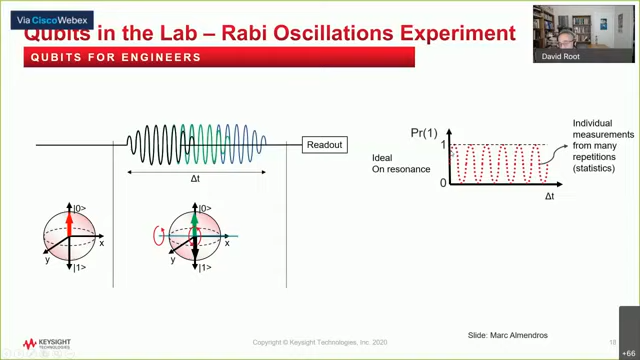 Via Cisco Webex
Qubits in the Lab – Rabi Oscillations Experiment
QUBITS FOR ENGINEERS
David Root
Readout
Δt
|0>
x
y
|1>
|0>
x
y
|1>
Ideal
On resonance
Pr(1)
1
0
Δt
Individual
measurements
from many
repetitions
(statistics)
Slide: Marc Almendros
KEYSIGHT
TECHNOLOGIES
Copyright © Keysight Technologies, Inc. 2020
18
+66